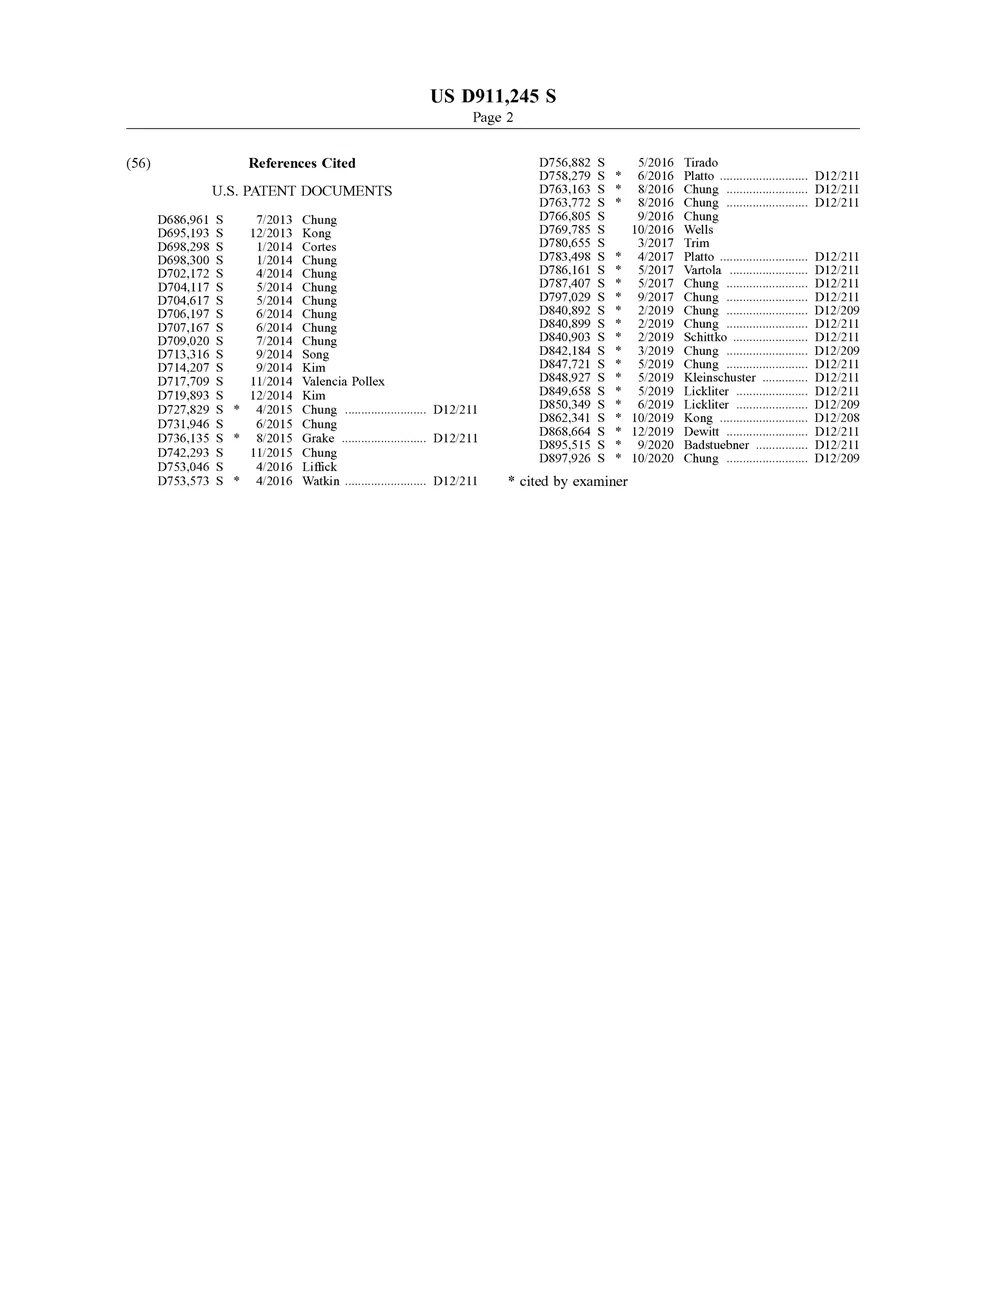 US D911,245 S
Page 2
(56) References Cited
U.S. PATENT DOCUMENTS
D686,961 S 7/2013 Chung
D695,193 S 12/2013 Kong
D698,298 S 1/2014 Cortes
D698,300 S 1/2014 Chung
D702,172 S 4/2014 Chung
D704,117 S 5/2014 Chung
D704,617 S 5/2014 Chung
D706,197 S 6/2014 Chung
D707,167 S 6/2014 Chung
D709,020 S 7/2014 Chung
D713,316 S 9/2014 Song
D714,207 S 9/2014 Kim
D717,709 S 11/2014 Valencia Pollex
D719,893 S 12/2014 Kim
D727,829 S * 4/2015 Chung ......................... D12/211
D731,946 S 6/2015 Chung
D736,135 S * 8/2015 Grake .......................... D12/211
D742,293 S 11/2015 Chung
D753,046 S 4/2016 Liffick
D753,573 S * 4/2016 Watkin ......................... D12/211
D756,882 S 5/2016 Tirado
D758,279 S * 6/2016 Platto ........................... D12/211
D763,163 S * 8/2016 Chung ......................... D12/211
D763,772 S * 8/2016 Chung ......................... D12/211
D766,805 S 9/2016 Chung
D769,785 S 10/2016 Wells
D780,655 S 3/2017 Trim
D783,498 S * 4/2017 Platto ........................... D12/211
D786,161 S * 5/2017 Vartola ........................ D12/211
D787,407 S * 5/2017 Chung ......................... D12/211
D797,029 S * 9/2017 Chung ......................... D12/211
D840,892 S * 2/2019 Chung ......................... D12/209
D840,899 S * 2/2019 Chung ......................... D12/211
D840,903 S * 2/2019 Schittko ....................... D12/211
D842,184 S * 3/2019 Chung ......................... D12/209
D847,721 S * 5/2019 Chung ......................... D12/211
D848,927 S * 5/2019 Kleinschuster .............. D12/211
D849,658 S * 5/2019 Lickliter ...................... D12/211
D850,349 S * 6/2019 Lickliter ...................... D12/209
D862,341 S * 10/2019 Kong ........................... D12/208
D868,664 S * 12/2019 Dewitt ......................... D12/211
D895,515 S * 9/2020 Badstuebner ................ D12/211
D897,926 S * 10/2020 Chung ......................... D12/209
* cited by examiner